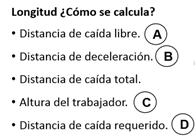 Longitud ¿Cómo se calcula?
• Distancia de caída libre. A
• Distancia de deceleración. B
• Distancia de caída total.
• Altura del trabajador. C
• Distancia de caída requerido. D